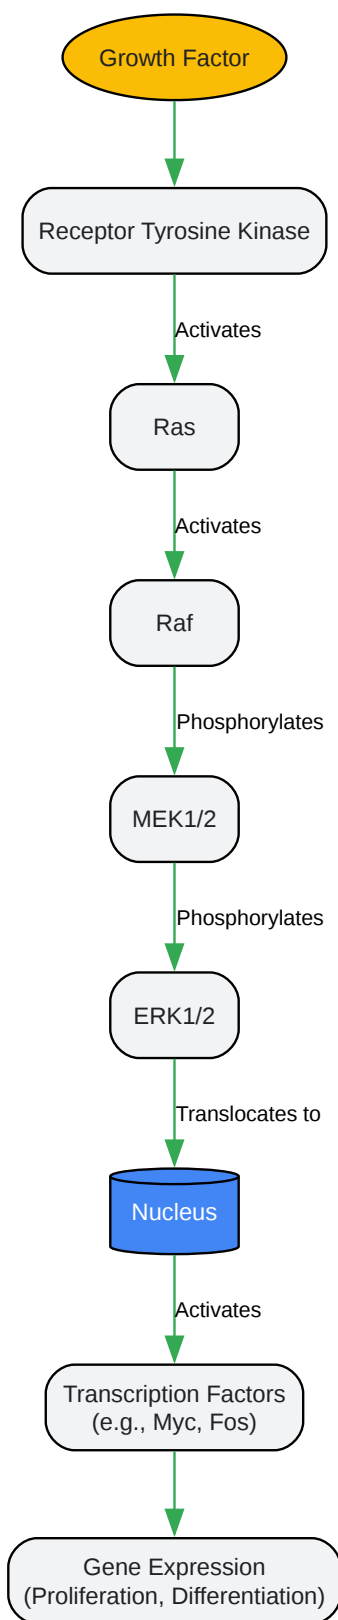 Growth Factor
Receptor Tyrosine Kinase
Activates
Ras
Activates
Raf
Phosphorylates
MEK1/2
Phosphorylates
ERK1/2
Translocates to
Nucleus
Activates
Transcription Factors
(e.g., Myc, Fos)
Gene Expression
(Proliferation, Differentiation)